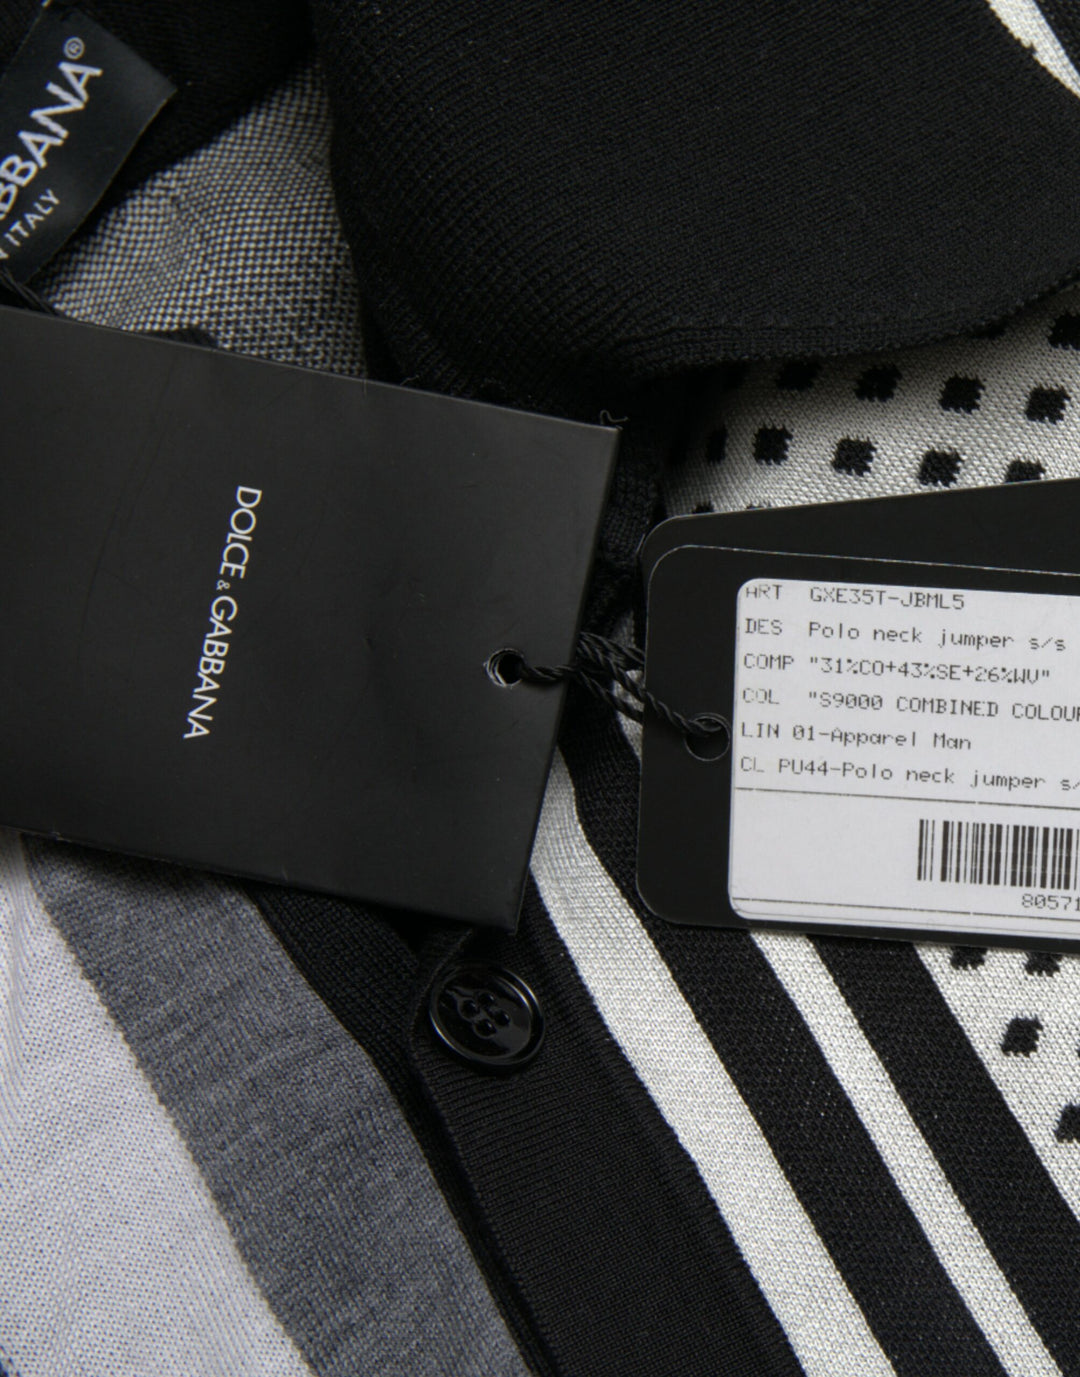 BBANA®
ITALY
DOLCE & GABBANA
ART GXE35T-JBML5
DES Polo neck jumper s/s
COMP "31%CO+43%SE+26%WV"
COL "S9000 COMBINED COLOUR
LIN 01-Apparel Man
CL PU44-Polo neck jumper s/
80571